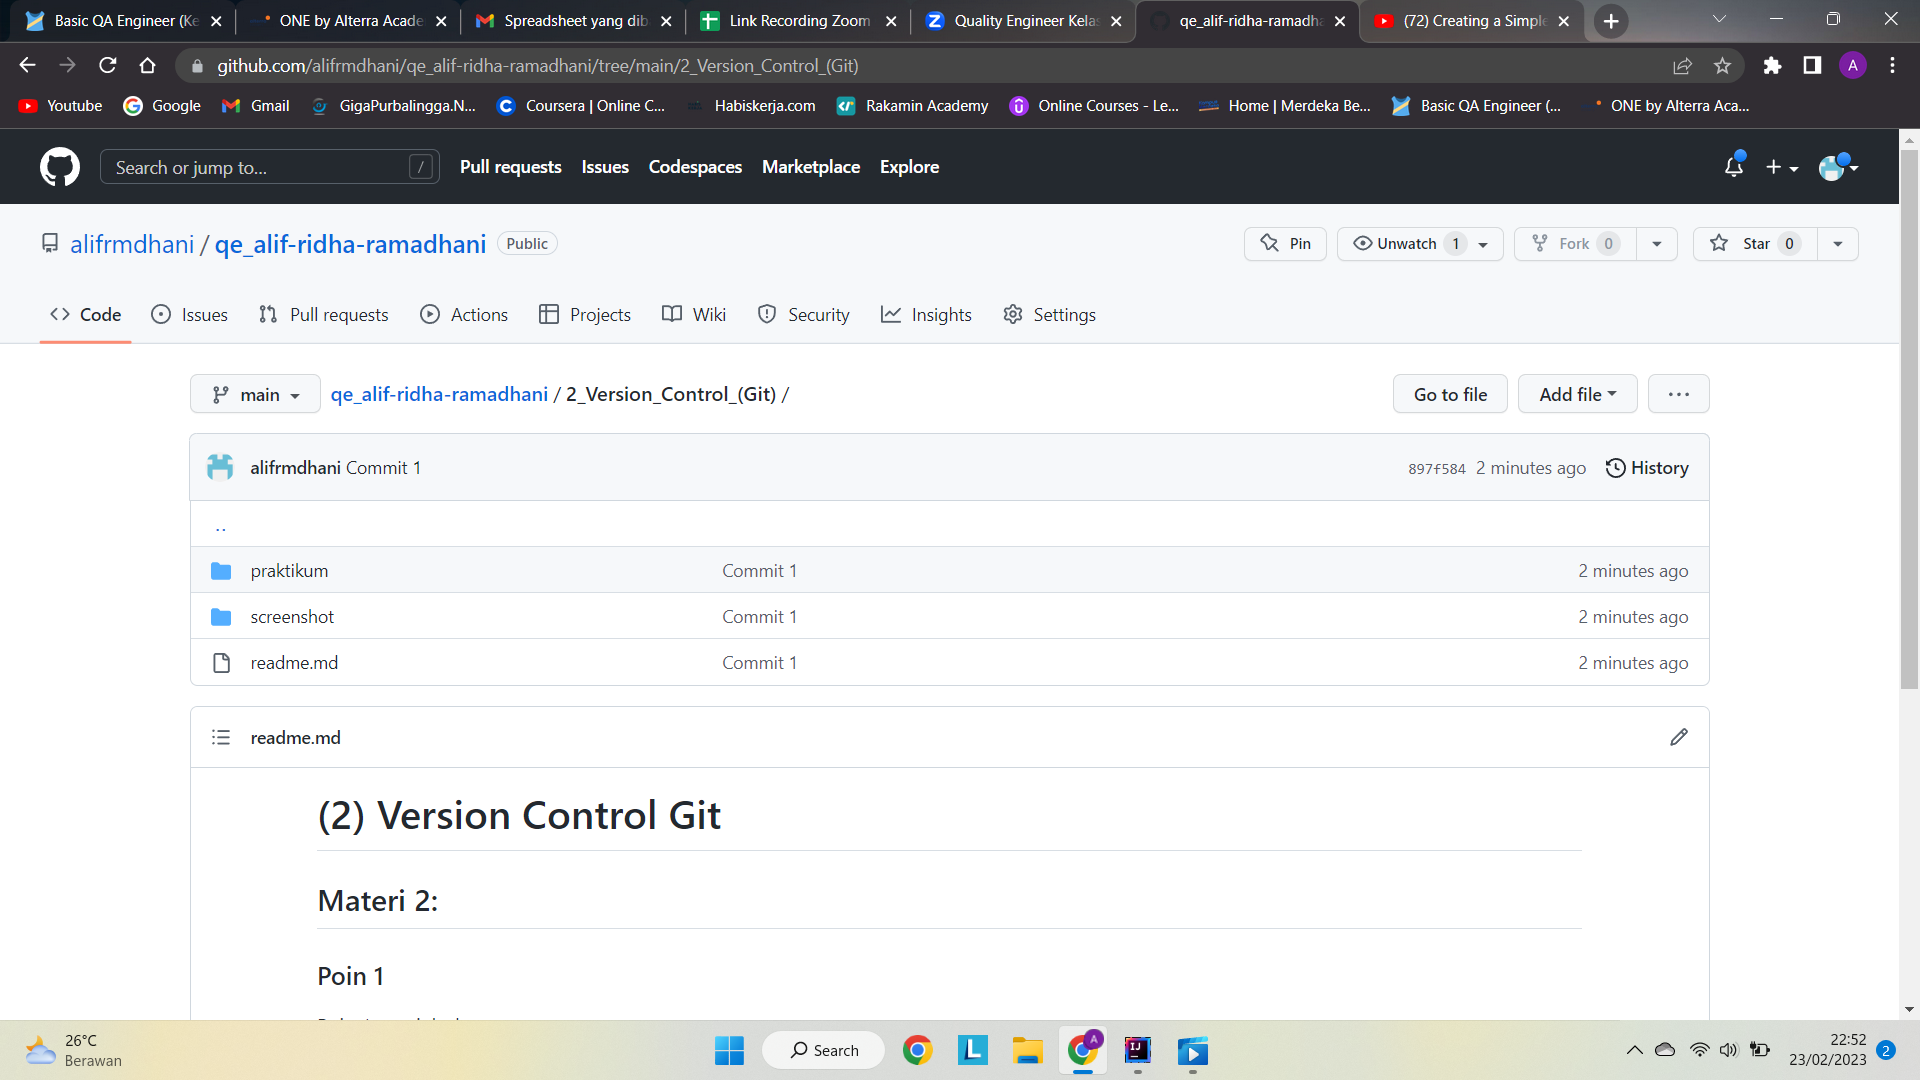 Basic QA Engineer (Ke
ONE by Alterra Acade
Spreadsheet yang dib
Link Recording Zoom
Quality Engineer Kelas
qe_alif-ridha-ramadha
(72) Creating a Simple
github.com/alifrmdhani/qe_alif-ridha-ramadhani/tree/main/2_Version_Control_(Git)
A
Youtube
Google
Gmail
GigaPurbalingga.N...
Coursera | Online C...
Habiskerja.com
Rakamin Academy
Online Courses - Le...
Home | Merdeka Be...
Basic QA Engineer (...
ONE by Alterra Aca...
Search or jump to...
/
Pull requests
Issues
Codespaces
Marketplace
Explore
alifrmdhani / qe_alif-ridha-ramadhani
Public
Pin
Unwatch 1
Fork 0
Star 0
Code
Issues
Pull requests
Actions
Projects
Wiki
Security
Insights
Settings
main
qe_alif-ridha-ramadhani / 2_Version_Control_(Git) /
Go to file
Add file
...
alifrmdhani Commit 1
897f584 2 minutes ago
History
..
praktikum Commit 1 2 minutes ago
screenshot Commit 1 2 minutes ago
readme.md Commit 1 2 minutes ago
readme.md
(2) Version Control Git
Materi 2:
Poin 1
26°C
Berawan
Search
L
A
IJ
22:52
23/02/2023
2